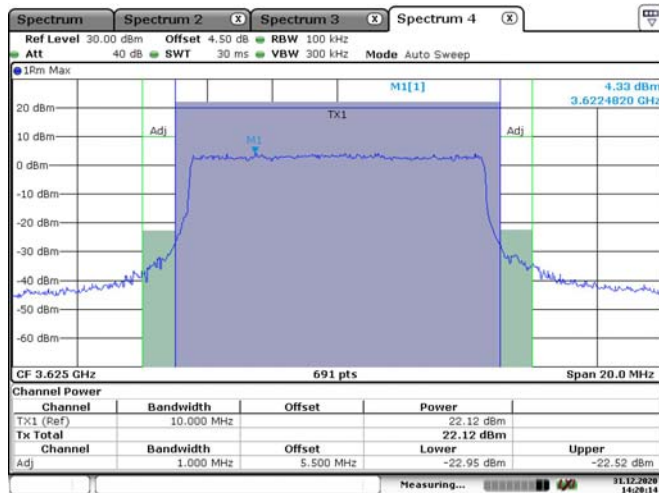 Spectrum Spectrum 2 X Spectrum 3 X Spectrum 4 X
Ref Level 30.00 dBm Offset 4.50 dB RBW 100 kHz
Att 40 dB SWT 30 ms VBW 300 kHz Mode Auto Sweep
1Rm Max
M1[1] 4.33 dBm
3.6224820 GHz
20 dBm
TX1
10 dBm
Adj Adj
M1
0 dBm
-10 dBm
-20 dBm
-30 dBm
-40 dBm
-50 dBm
-60 dBm
CF 3.625 GHz 691 pts Span 20.0 MHz
Channel Power
Channel Bandwidth Offset Power
TX1 (Ref) 10.000 MHz 22.12 dBm
Tx Total 22.12 dBm
Channel Bandwidth Offset Lower Upper
Adj 1.000 MHz 5.500 MHz -22.95 dBm -22.52 dBm
Measuring... 31.12.2020
14:20:14